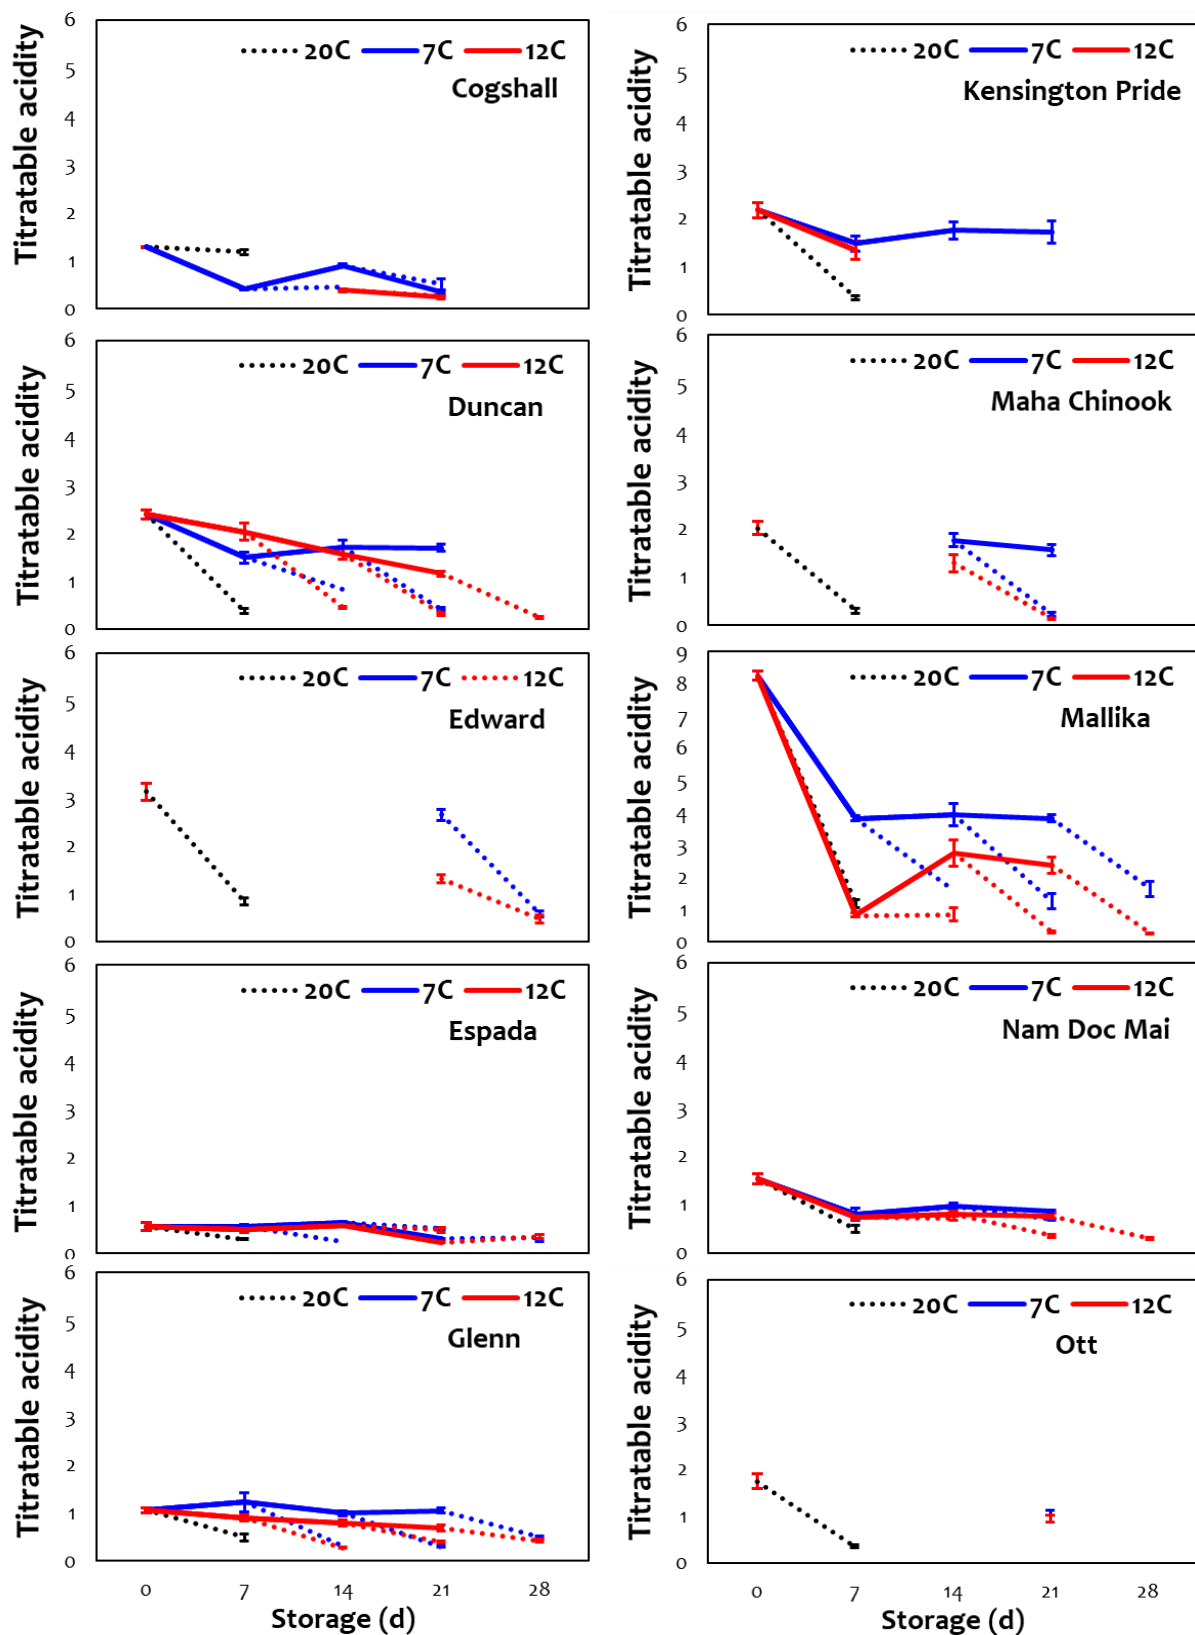 Titratable acidity
6
5
4
3
2
1
0
20C 7C 12C
Cogshall
Titratable acidity
6
5
4
3
2
1
0
20C 7C 12C
Duncan
Titratable acidity
6
5
4
3
2
1
0
20C 7C 12C
Edward
Titratable acidity
6
5
4
3
2
1
0
20C 7C 12C
Espada
Titratable acidity
6
5
4
3
2
1
0
20C 7C 12C
Glenn
0 7 14 21 28
Storage (d)
Titratable acidity
6
5
4
3
2
1
0
20C 7C 12C
Kensington Pride
Titratable acidity
6
5
4
3
2
1
0
20C 7C 12C
Maha Chinook
Titratable acidity
9
8
7
6
5
4
3
2
1
0
20C 7C 12C
Mallika
Titratable acidity
6
5
4
3
2
1
0
20C 7C 12C
Nam Doc Mai
Titratable acidity
6
5
4
3
2
1
0
20C 7C 12C
Ott
0 7 14 21 28
Storage (d)